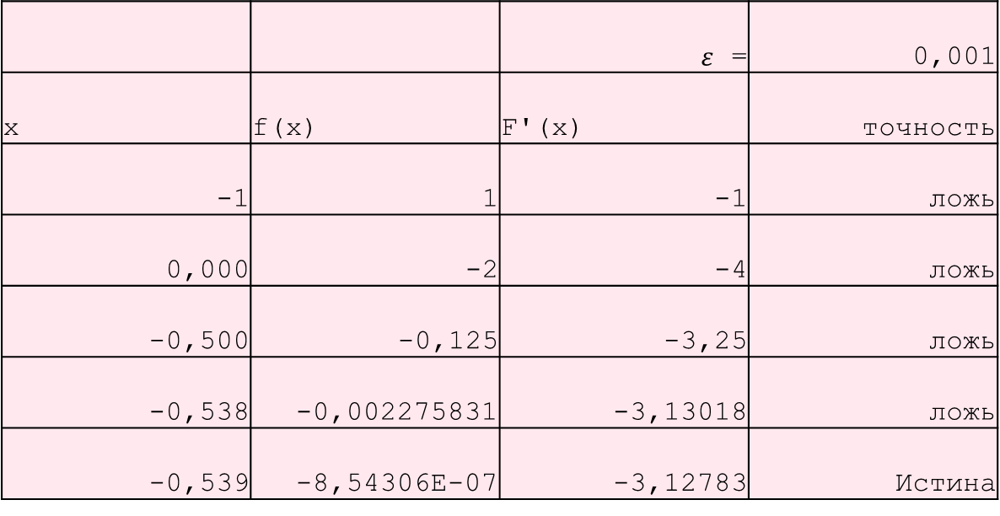 ε = 0,001
x f(x) F'(x) точность
-1 1 -1 ложь
0,000 -2 -4 ложь
-0,500 -0,125 -3,25 ложь
-0,538 -0,002275831 -3,13018 ложь
-0,539 -8,54306E-07 -3,12783 Истина